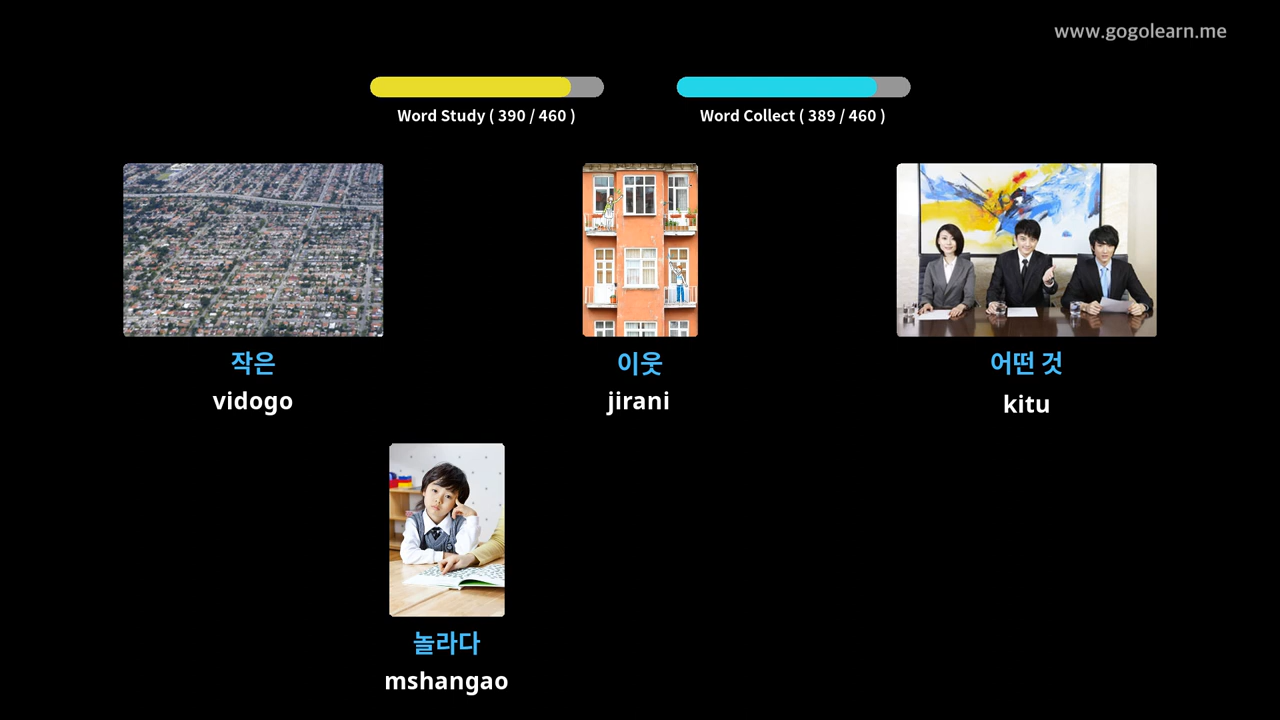 www.gogolearn.me
Word Study ( 390 / 460 )
Word Collect ( 389 / 460 )
작은
vidogo
이웃
jirani
어떤 것
kitu
놀라다
mshangao